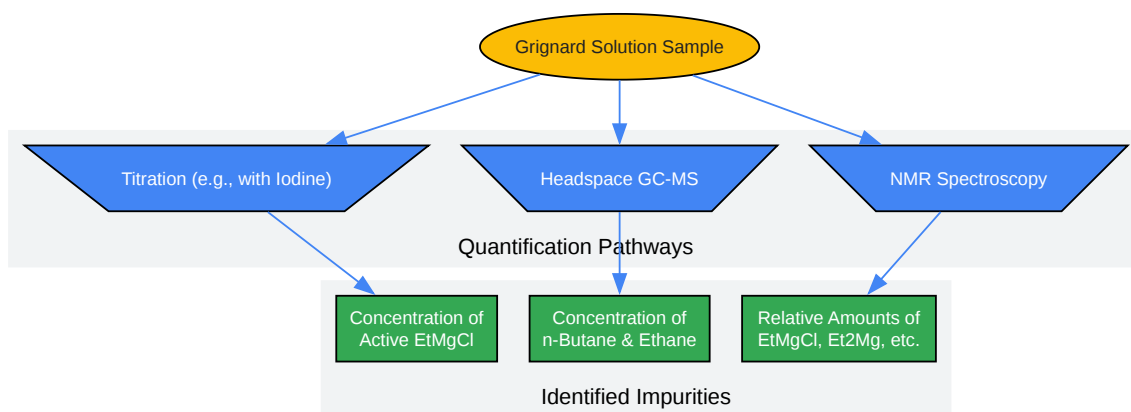 Grignard Solution Sample
Titration (e.g., with Iodine)
Headspace GC-MS
NMR Spectroscopy
Quantification Pathways
Concentration of
Active EtMgCl
Concentration of
n-Butane & Ethane
Relative Amounts of
EtMgCl, Et2Mg, etc.
Identified Impurities